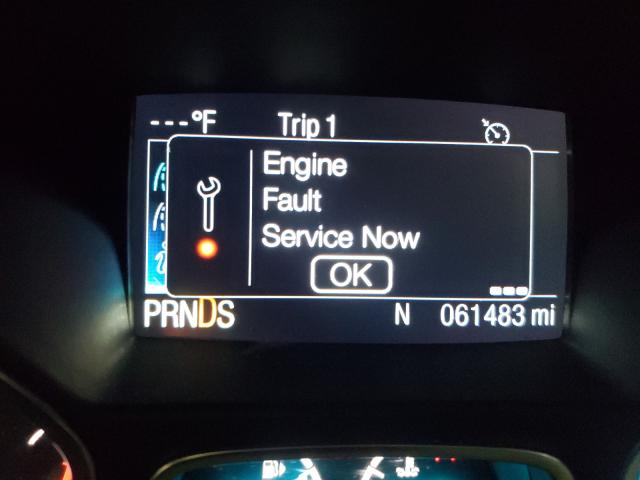 ---°F Trip 1
Engine
Fault
Service Now
OK
PRNDS N 061483 mi